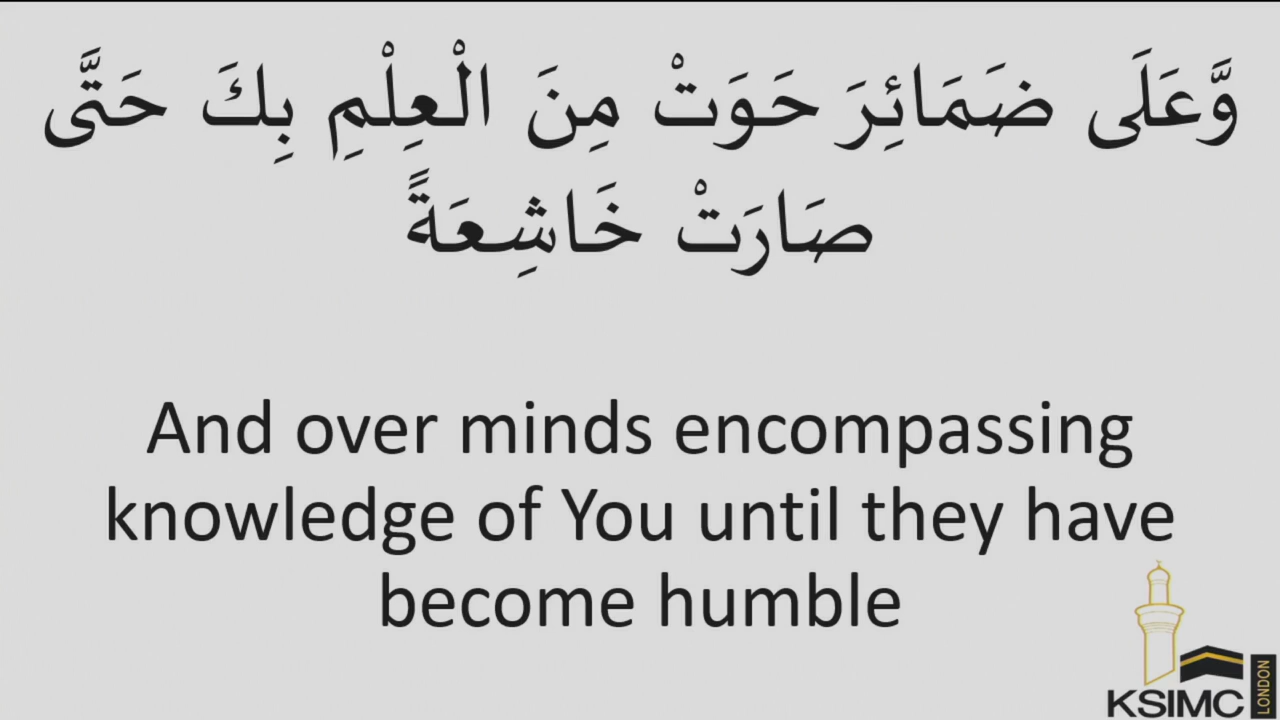 وَّعَلَى ضَمَائِرَ حَوَتْ مِنَ الْعِلْمِ بِكَ حَتَّى
صَارَتْ خَاشِعَةً
And over minds encompassing
knowledge of You until they have
become humble
KSIMC
LONDON